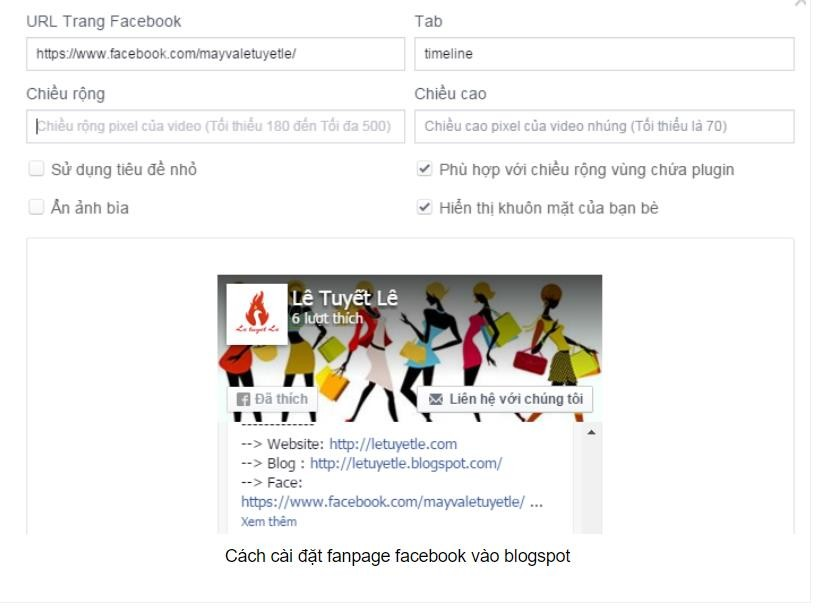 URL Trang Facebook
Tab
https://www.facebook.com/mayvaletuyetle/
timeline
Chiều rộng
Chiều cao
Chiều rộng pixel của video (Tối thiểu 180 đến Tối đa 500)
Chiều cao pixel của video nhúng (Tối thiểu là 70)
Sử dụng tiêu đề nhỏ
Phù hợp với chiều rộng vùng chứa plugin
Ẩn ảnh bìa
Hiển thị khuôn mặt của bạn bè
Lê Tuyết Lê
6 lượt thích
Lê tuyết Lê
Đã thích
Liên hệ với chúng tôi
--> Website: http://letuyetle.com
--> Blog : http://letuyetle.blogspot.com/
--> Face:
https://www.facebook.com/mayvaletuyetle/ ...
Xem thêm
Cách cài đặt fanpage facebook vào blogspot